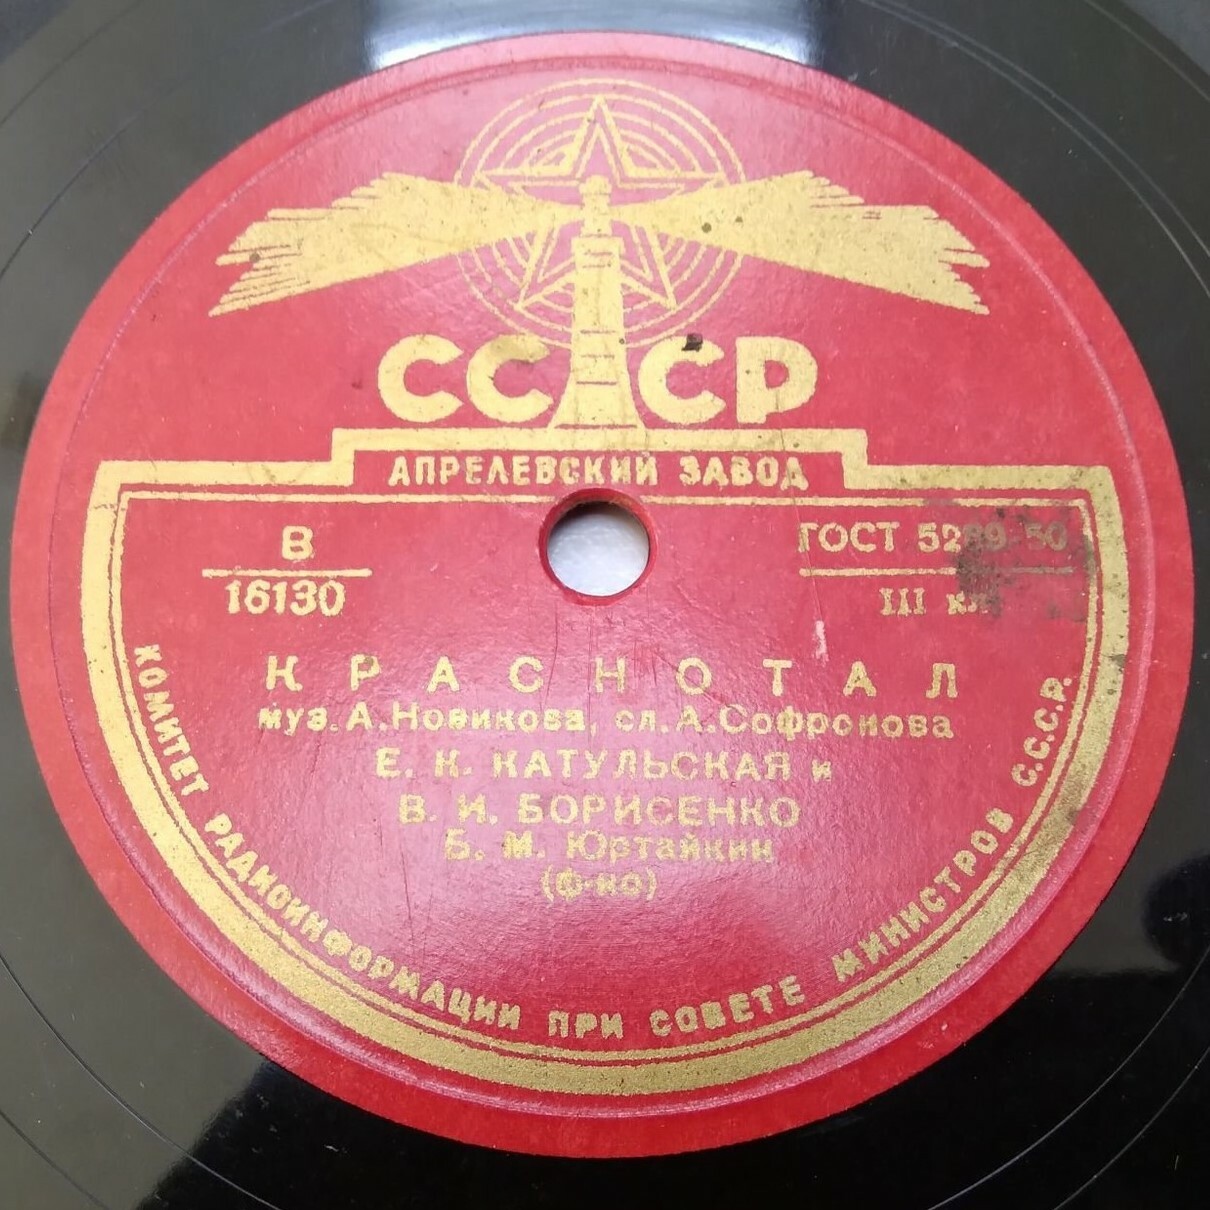 СССР
АПРЕЛЕВСКИЙ ЗАВОД
В
16130
ГОСТ 5289-50
III кл
К Р А С Н О Т А Л
муз. А. Новикова, сл. А. Софронова
Е. К. КАТУЛЬСКАЯ и
В. И. БОРИСЕНКО
Б. М. Юртайкин
(ф-но)
КОМИТЕТ РАДИОИНФОРМАЦИИ ПРИ СОВЕТЕ МИНИСТРОВ С.С.С.Р.